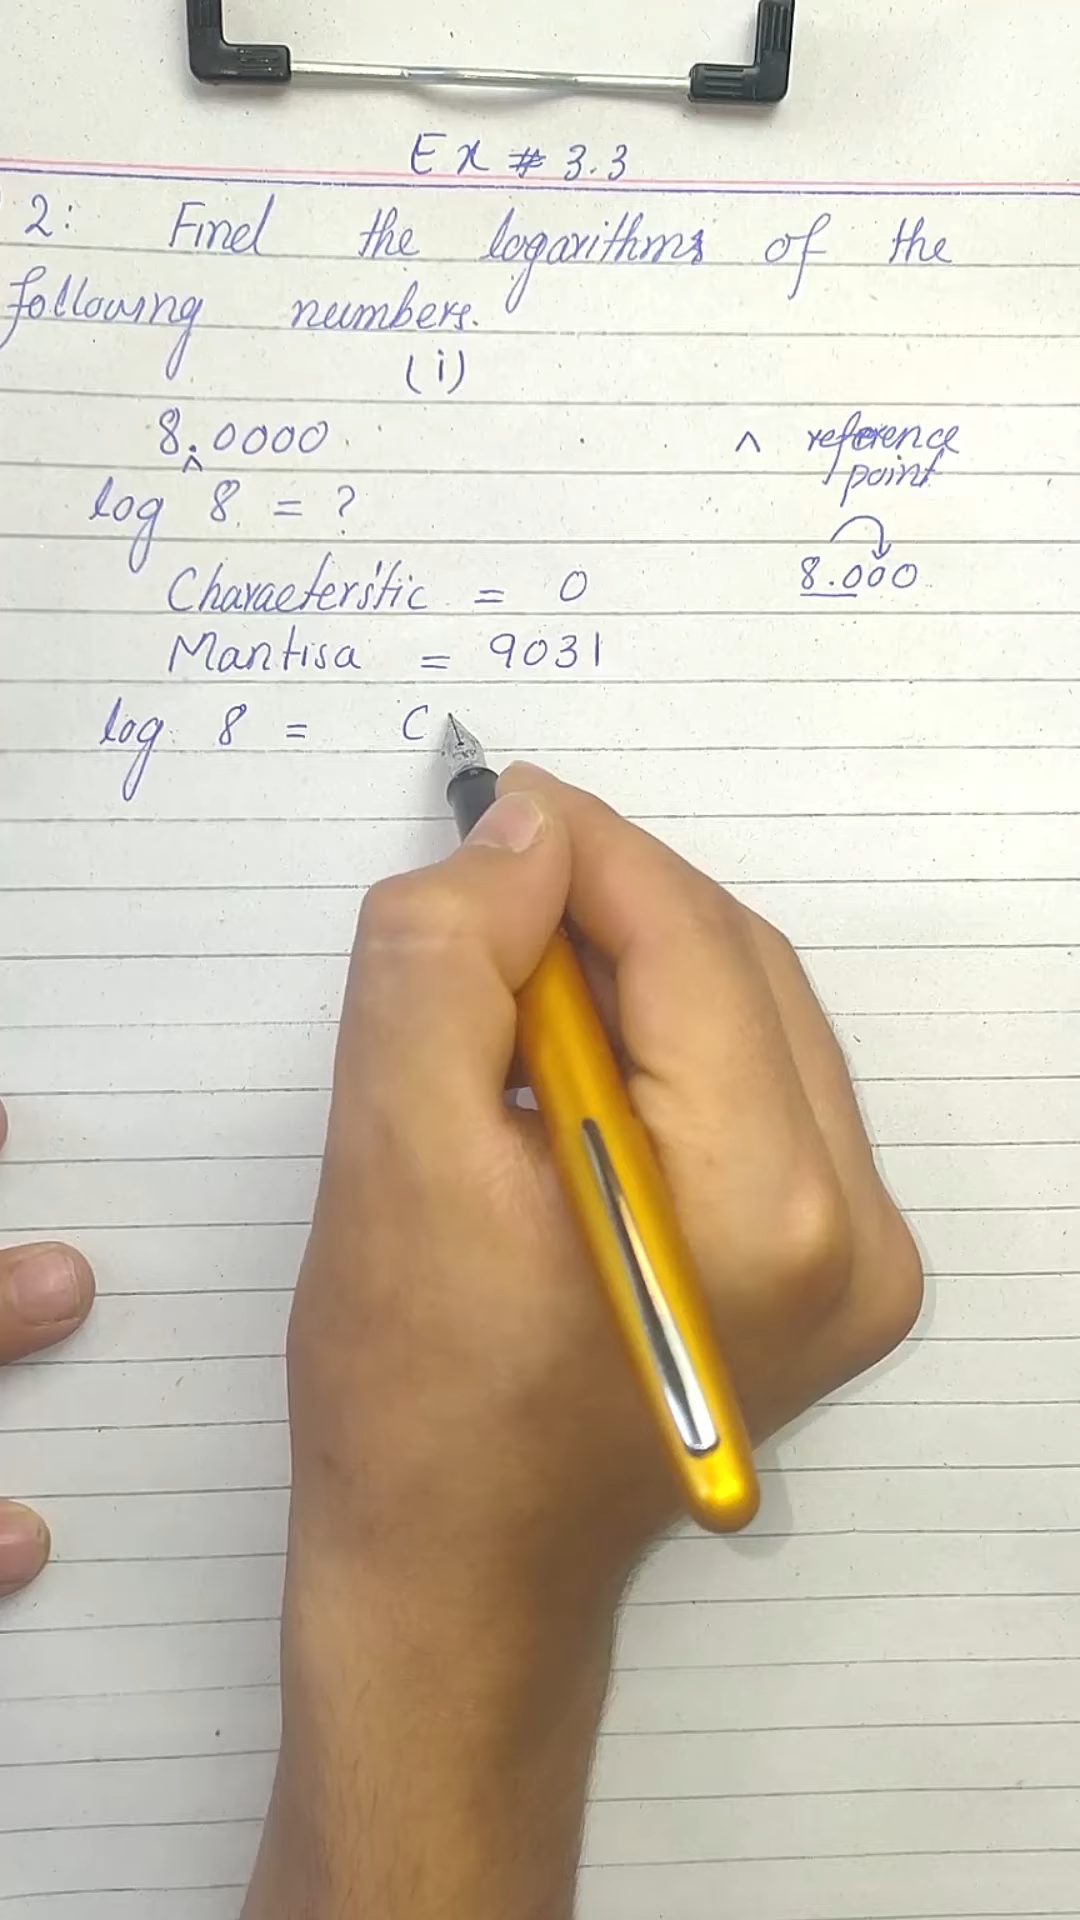 Ex # 3.3
2: Find the logarithms of the
following numbers.
(i)
8.0000
^
^ reference
point
log 8 = ?
8.000
Characterstic = 0
Mantisa = 9031
log 8 = C